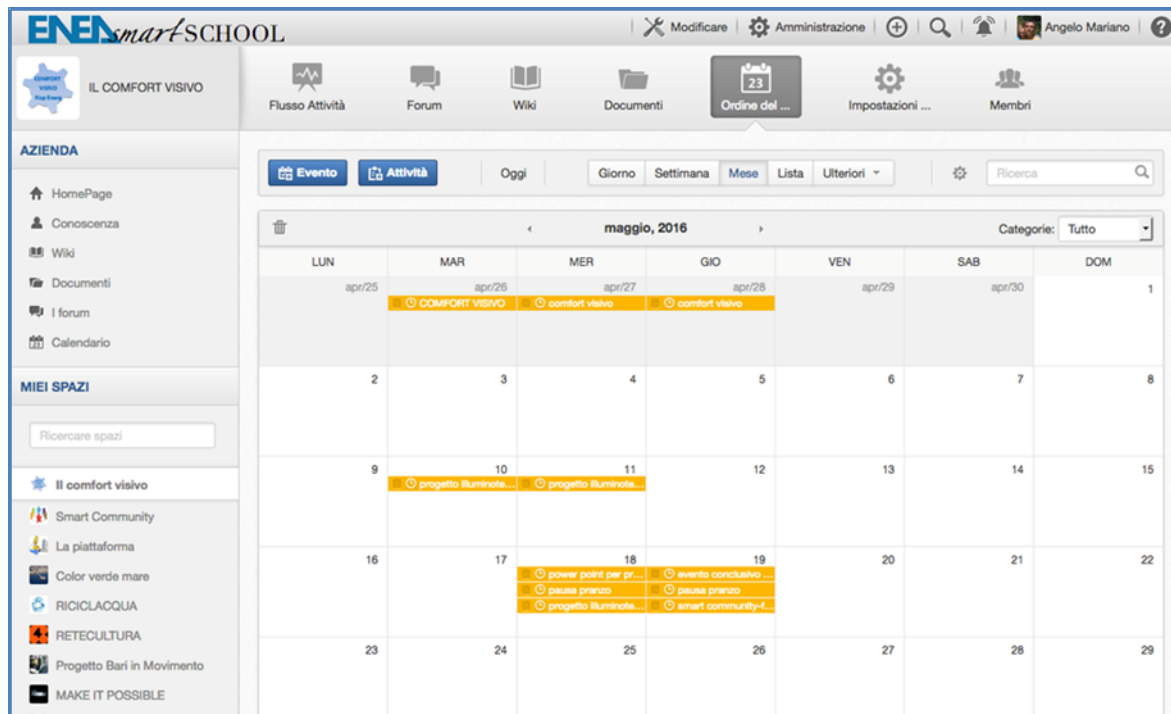 ENEA smart SCHOOL
Modificare Amministrazione Angelo Mariano ?
COMFORT VISIVO
IL COMFORT VISIVO
Flusso Attività Forum Wiki Documenti 23 Ordine del ... Impostazioni ... Membri
AZIENDA
HomePage
Conoscenza
Wiki
Documenti
I forum
Calendario
MIEI SPAZI
Ricercare spazi
Il comfort visivo
Smart Community
La piattaforma
Color verde mare
RICICLACQUA
RETECULTURA
Progetto Bari in Movimento
MAKE IT POSSIBLE
Evento Attività Oggi Giorno Settimana Mese Lista Ulteriori Ricerca
maggio, 2016 Categorie: Tutto
LUN MAR MER GIO VEN SAB DOM
apr/25 apr/26 apr/27 apr/28 apr/29 apr/30 1
COMFORT VISIVO comfort visivo comfort visivo
2 3 4 5 6 7 8
9 10 11 12 13 14 15
progetto illuminote... progetto illuminote...
16 17 18 19 20 21 22
power point per pr... evento conclusivo ...
pausa pranzo pausa pranzo
progetto illuminote... smart community-f...
23 24 25 26 27 28 29